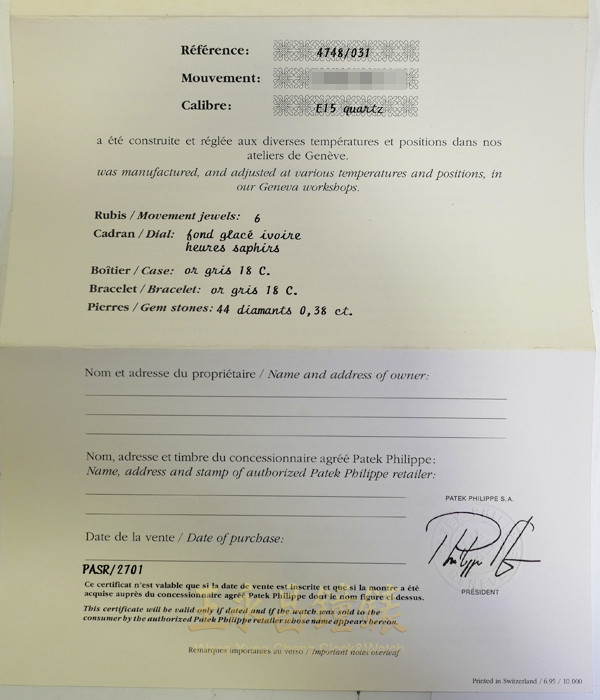 Référence: 4748/031
Mouvement:
Calibre: E15 quartz
a été construite et réglée aux diverses températures et positions dans nos
ateliers de Genève.
was manufactured, and adjusted at various temperatures and positions, in
our Geneva workshops.
Rubis / Movement jewels: 6
Cadran / Dial: fond glacé ivoire
heures saphirs
Boîtier / Case: or gris 18 C.
Bracelet / Bracelet: or gris 18 C.
Pierres / Gem stones: 44 diamants 0,38 ct.
Nom et adresse du propriétaire / Name and address of owner:
Nom, adresse et timbre du concessionnaire agréé Patek Philippe:
Name, address and stamp of authorized Patek Philippe retailer:
PATEK PHILIPPE S.A.
Date de la vente / Date of purchase:
PRÉSIDENT
PASR/2701
Ce certificat n'est valable que si la date de vente est inscrite et que si la montre a été
acquise auprès du concessionnaire agréé Patek Philippe dont le nom figure ci-dessus.
This certificate will be valid only if dated and if the watch was sold to the
consumer by the authorized Patek Philippe retailer whose name appears hereon.
Remarques importantes au verso / Important notes overleaf
Printed in Switzerland / 6.95 / 10.000